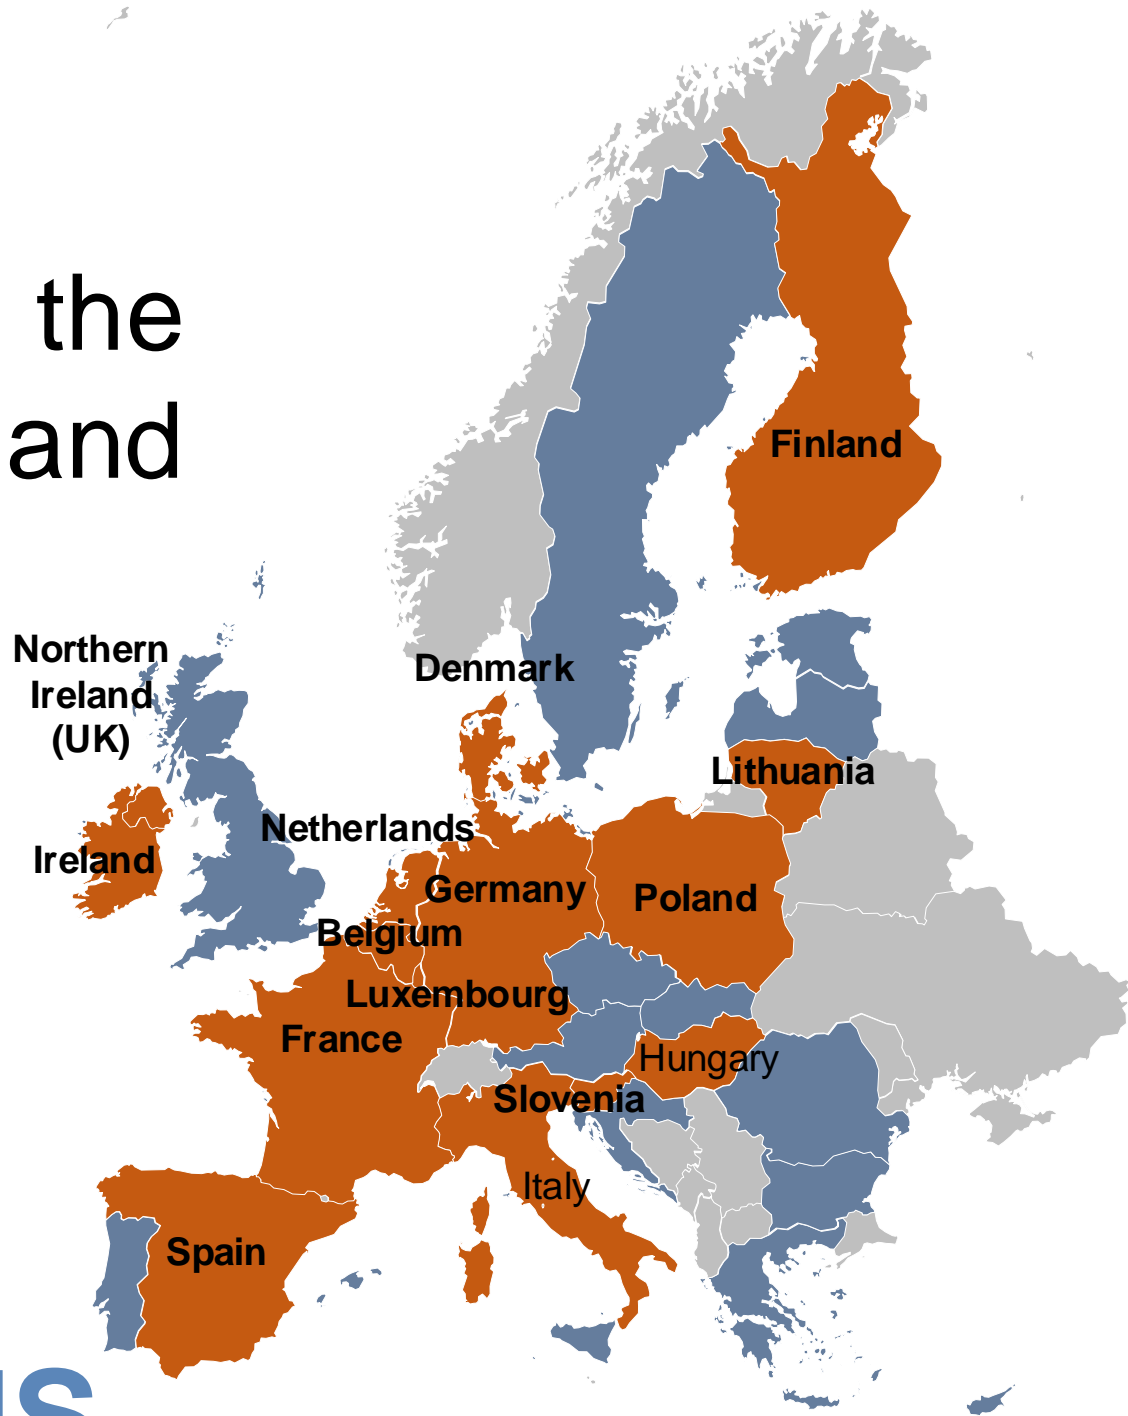 the
and
Finland
Northern
Ireland
(UK)
Denmark
Lithuania
Netherlands
Ireland
Germany
Poland
Belgium
Luxembourg
France
Hungary
Slovenia
Italy
Spain